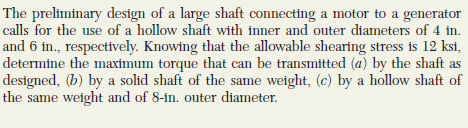 The preliminary design of a large shaft connecting a motor to a generator
calls for the use of a hollow shaft with inner and outer diameters of 4 in.
and 6 in., respectively. Knowing that the allowable shearing stress is 12 ksi,
determine the maximum torque that can be transmitted (a) by the shaft as
designed, (b) by a solid shaft of the same weight, (c) by a hollow shaft of
the same weight and of 8-in. outer diameter.